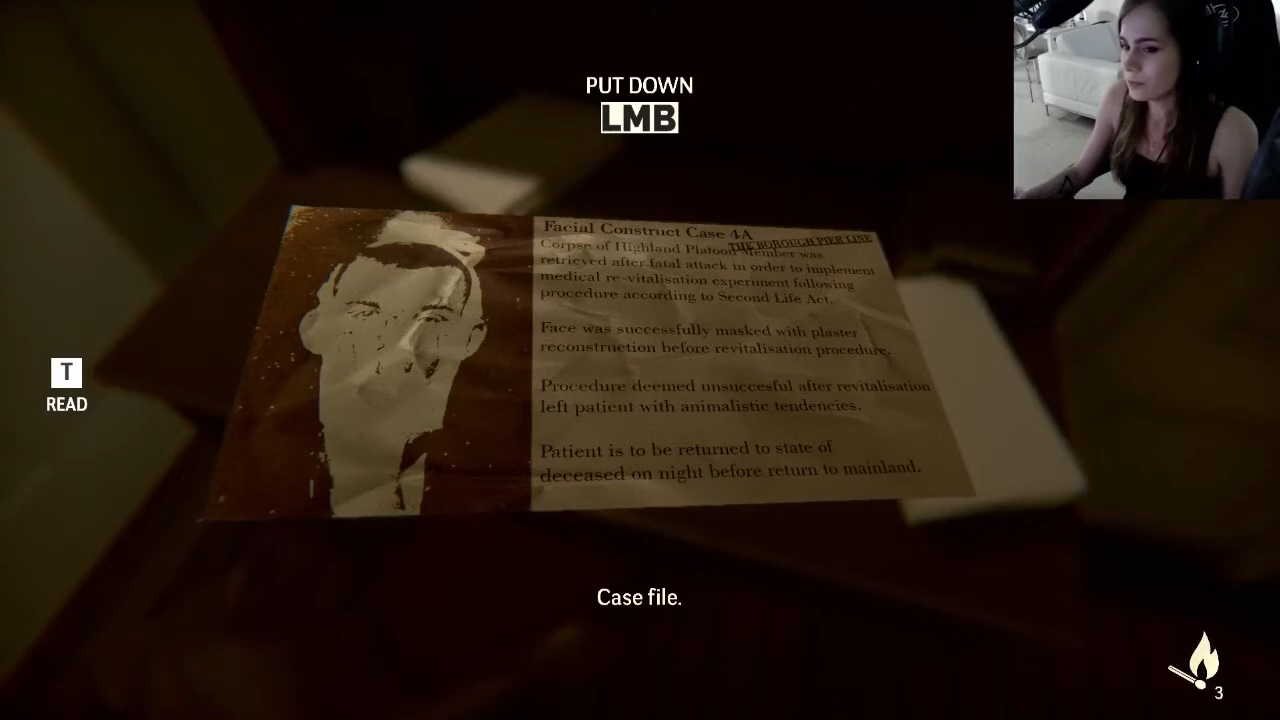 PUT DOWN
LMB
Facial Construct Case 4A
THE BOROUGH PIER LINE
Corpse of Highland Platoon Member was
retrieved after fatal attack in order to implement
medical re-vitalisation experiment following
procedure according to Second Life Act.
Face was successfully masked with plaster
reconstruction before revitalisation procedure.
Procedure deemed unsuccesful after revitalisation
left patient with animalistic tendencies.
Patient is to be returned to state of
deceased on night before return to mainland.
T
READ
Case file.
3